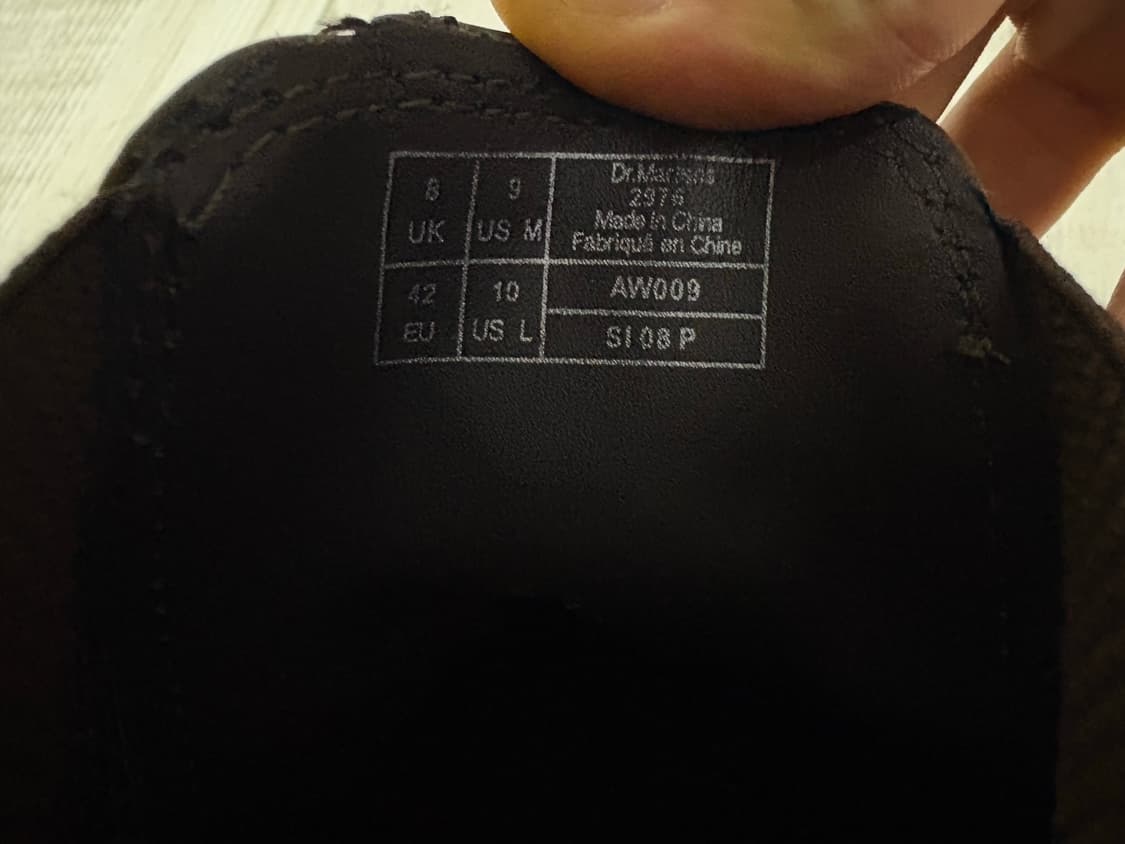 8
UK
9
US M
Dr.Martens
2976
Made in China
Fabriqué en Chine
42
EU
10
US L
AW009
SI 08 P